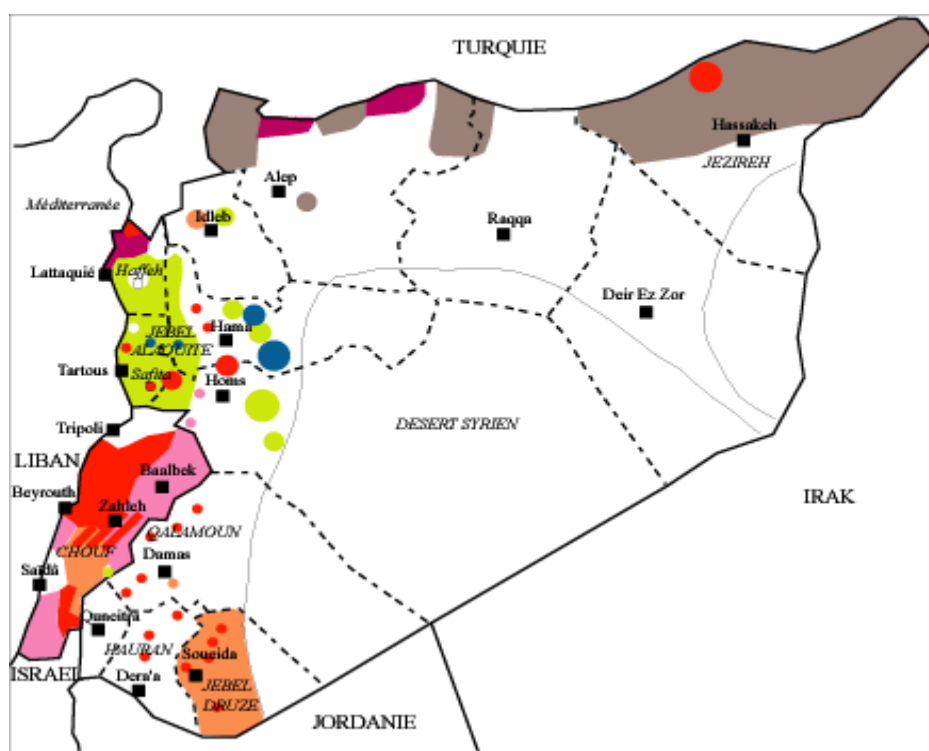 TURQUIE
Hassakeh
JEZIREH
Alep
Méditerranée
Idleb
Raqqa
Lattaquié
Haffeh
Deir Ez Zor
JEBEL
Hama
ALAOUITE
Tartous
Safita
Homs
Tripoli
DESERT SYRIEN
LIBAN
Baalbek
Beyrouth
IRAK
Zahleh
QALAMOUN
CHOUF
Damas
Saïdâ
Quneitra
HAURAN
Soueida
ISRAEL
Dera'a
JEBEL
DRUZE
JORDANIE